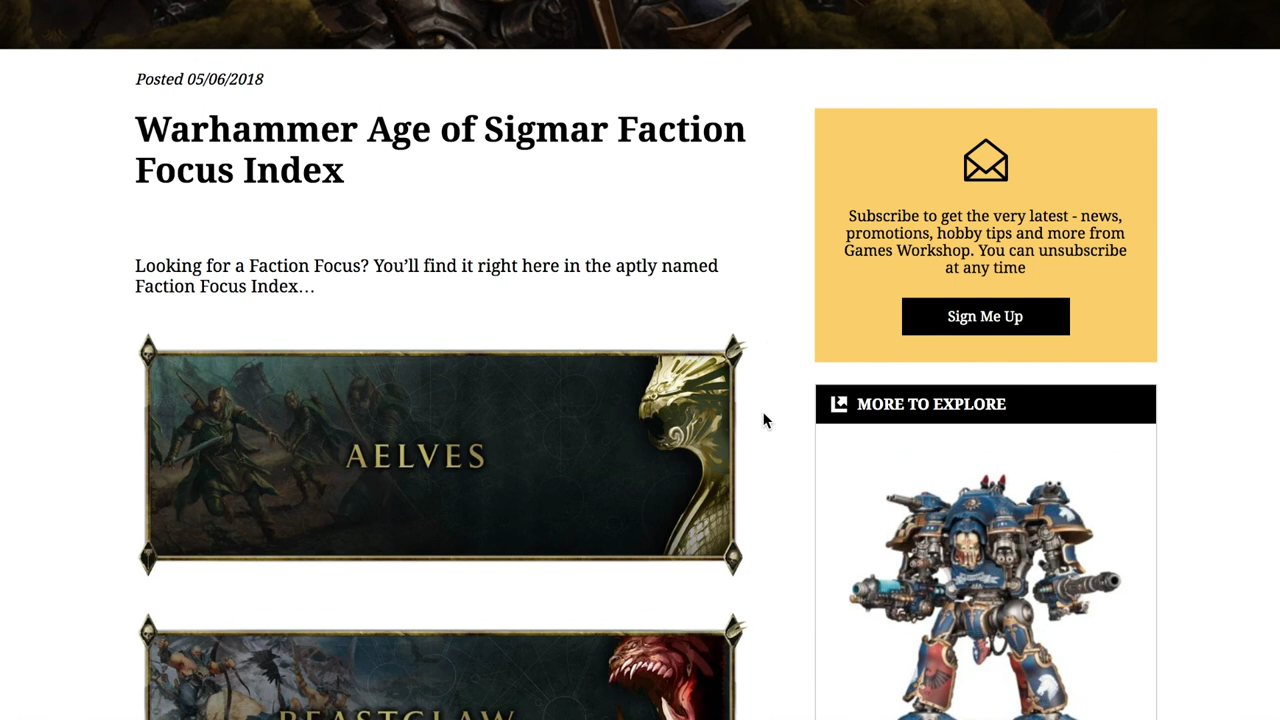 Posted 05/06/2018
Warhammer Age of Sigmar Faction
Focus Index
Looking for a Faction Focus? You’ll find it right here in the aptly named
Faction Focus Index…
AELVES
BEASTCLAW
Subscribe to get the very latest - news,
promotions, hobby tips and more from
Games Workshop. You can unsubscribe
at any time
Sign Me Up
MORE TO EXPLORE